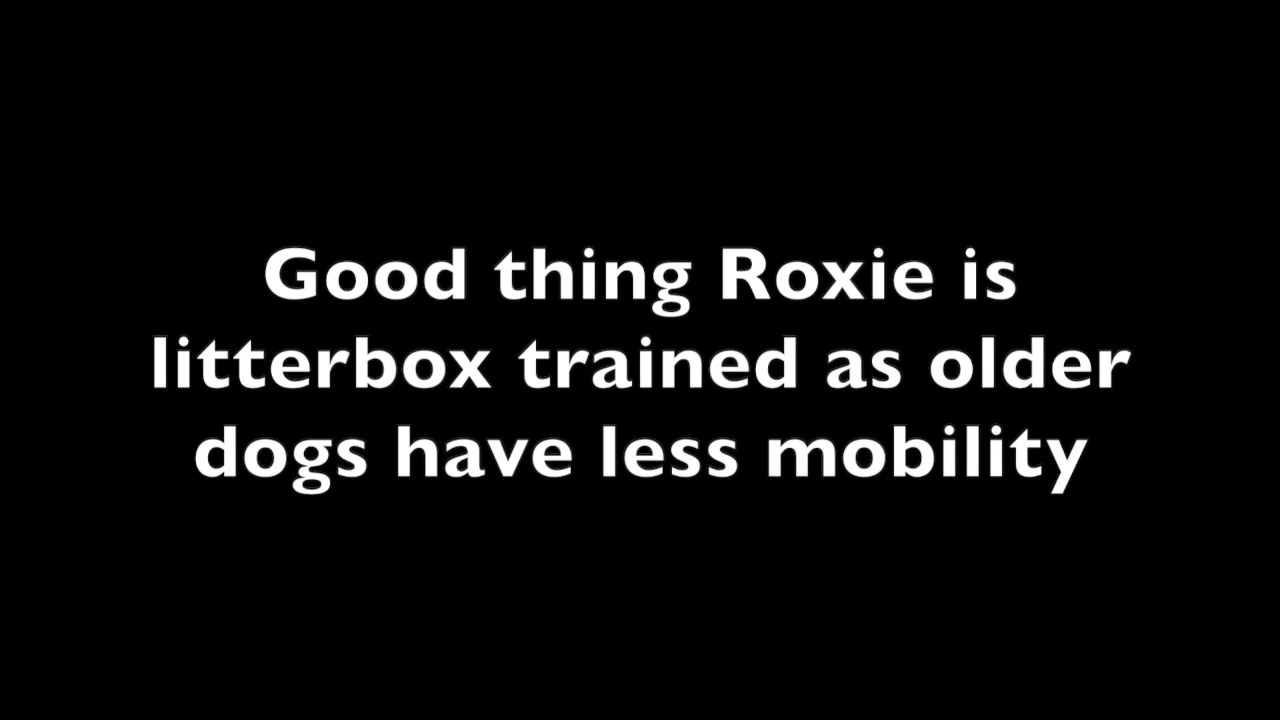 Good thing Roxie is
litterbox trained as older
dogs have less mobility